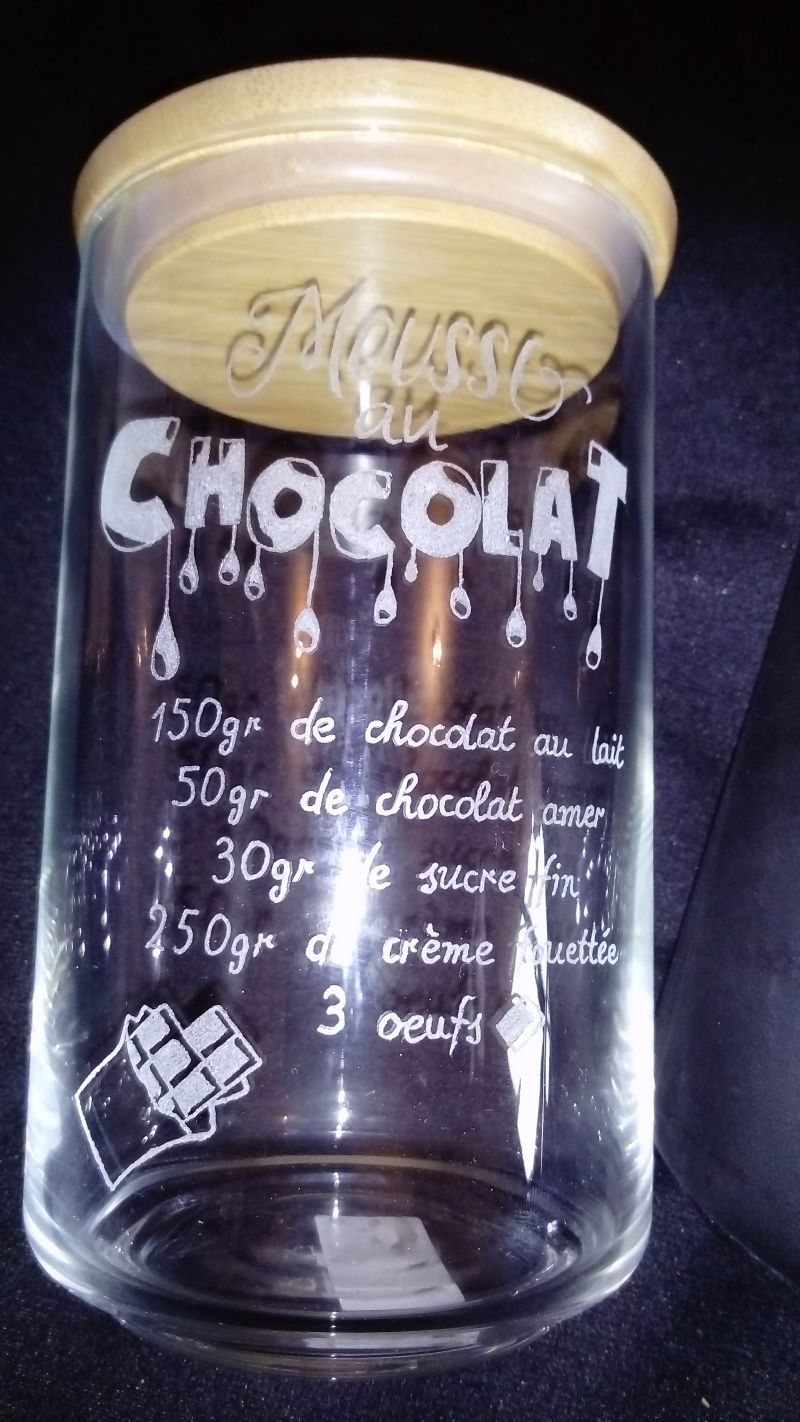 Mousse
au
CHOCOLAT
150gr de chocolat au lait
50gr de chocolat amer
30gr de sucre fin
250gr de crème fouettée
3 oeufs